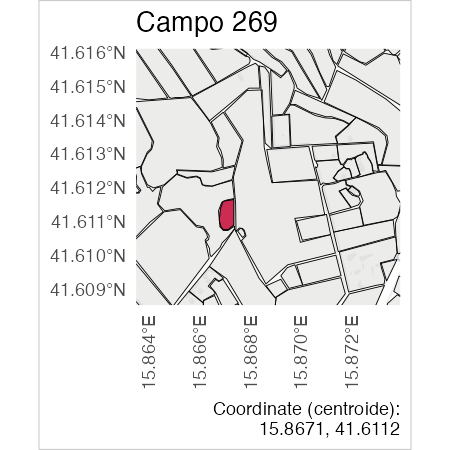 Campo 269
41.616°N
41.615°N
41.614°N
41.613°N
41.612°N
41.611°N
41.610°N
41.609°N
15.864°E
15.866°E
15.868°E
15.870°E
15.872°E
Coordinate (centroide):
15.8671, 41.6112